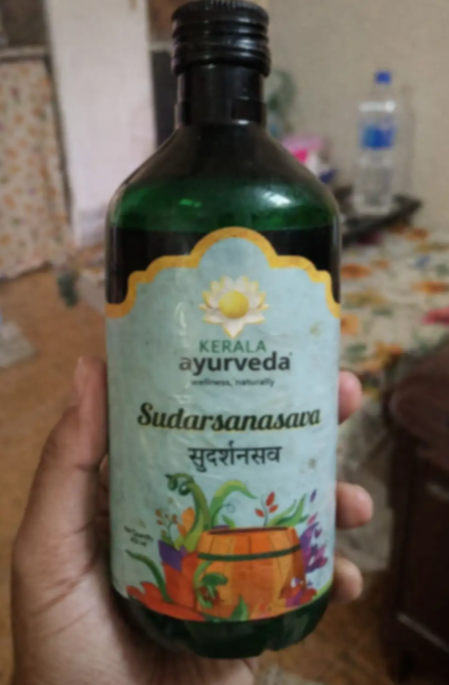 KERALA
ayurveda
wellness, naturally
Sudarsanasava
सुदर्शनसव